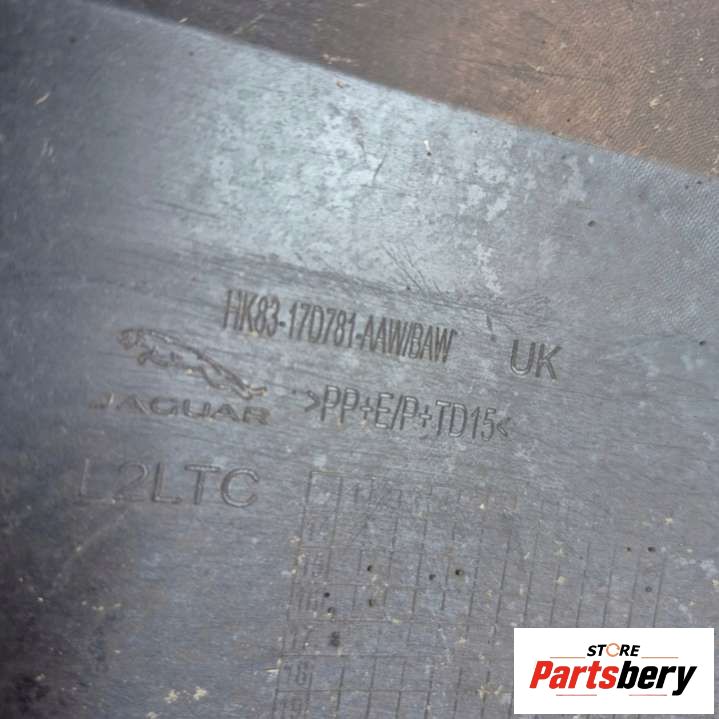 HK83-17D781-AAW/BAW
UK
JAGUAR
>PP+E/P+TD15<
L2LTC
STORE
Partsbery